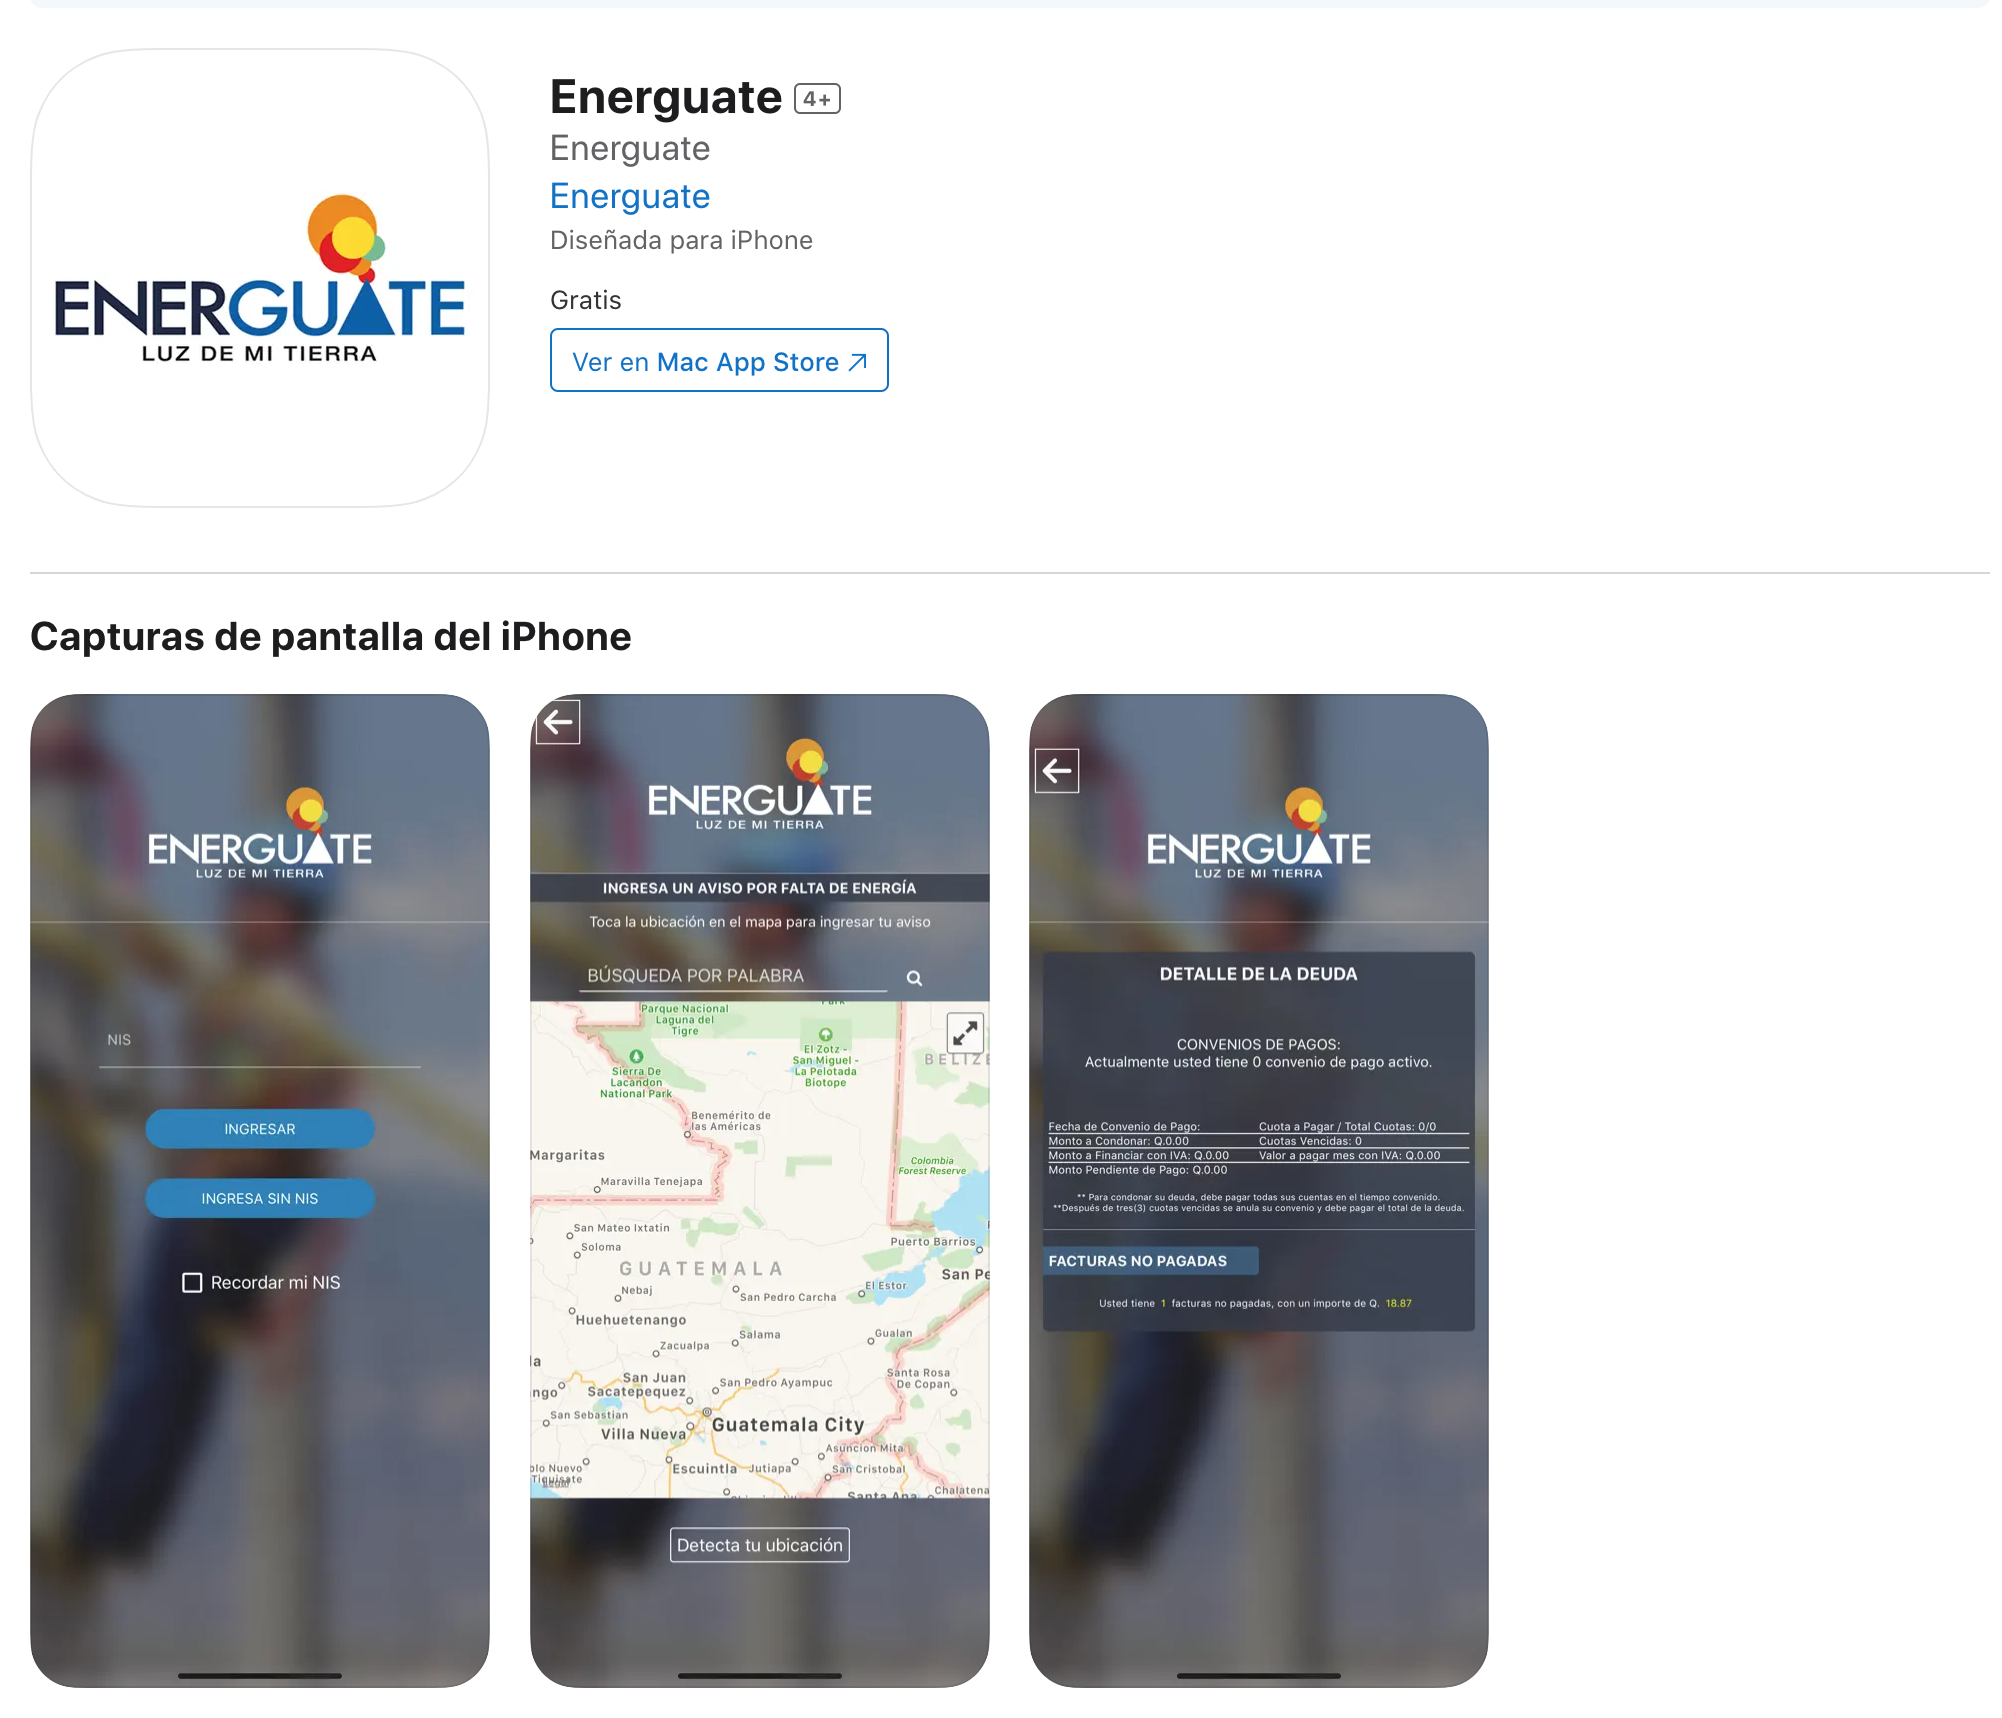 ENERGUATE
LUZ DE MI TIERRA
Energuate 4+
Energuate
Energuate
Diseñada para iPhone
Gratis
Ver en Mac App Store
Capturas de pantalla del iPhone
ENERGUATE
LUZ DE MI TIERRA
NIS
INGRESAR
INGRESA SIN NIS
Recordar mi NIS
ENERGUATE
LUZ DE MI TIERRA
INGRESA UN AVISO POR FALTA DE ENERGÍA
Toca la ubicación en el mapa para ingresar tu aviso
BÚSQUEDA POR PALABRA
Parque Nacional
Laguna del
Tigre
El Zotz -
San Miguel -
La Pelotada
Biotope
BELIZE
Sierra De
Lacandon
National Park
Benemérito de
las Américas
Margaritas
Colombia
Forest Reserve
Maravilla Tenejapa
San Mateo Ixtatin
Soloma
Puerto Barrios
GUATEMALA
San Pe
Nebaj
San Pedro Carcha
El Estor
Huehuetenango
Salama
Gualan
Zacualpa
la
San Juan
Sacatepequez
San Pedro Ayampuc
Santa Rosa
De Copan
ngo
San Sebastian
Guatemala City
Villa Nueva
Asuncion Mita
blo Nuevo
Tiquisate
Escuintla
Jutiapa
San Cristobal
Santa Ana
Chalatena
Detecta tu ubicación
ENERGUATE
LUZ DE MI TIERRA
DETALLE DE LA DEUDA
CONVENIOS DE PAGOS:
Actualmente usted tiene 0 convenio de pago activo.
Fecha de Convenio de Pago: Cuota a Pagar / Total Cuotas: 0/0
Monto a Condonar: Q.0.00 Cuotas Vencidas: 0
Monto a Financiar con IVA: Q.0.00 Valor a pagar mes con IVA: Q.0.00
Monto Pendiente de Pago: Q.0.00
** Para condonar su deuda, debe pagar todas sus cuentas en el tiempo convenido.
**Después de tres(3) cuotas vencidas se anula su convenio y debe pagar el total de la deuda.
FACTURAS NO PAGADAS
Usted tiene 1 facturas no pagadas, con un importe de Q. 18.87